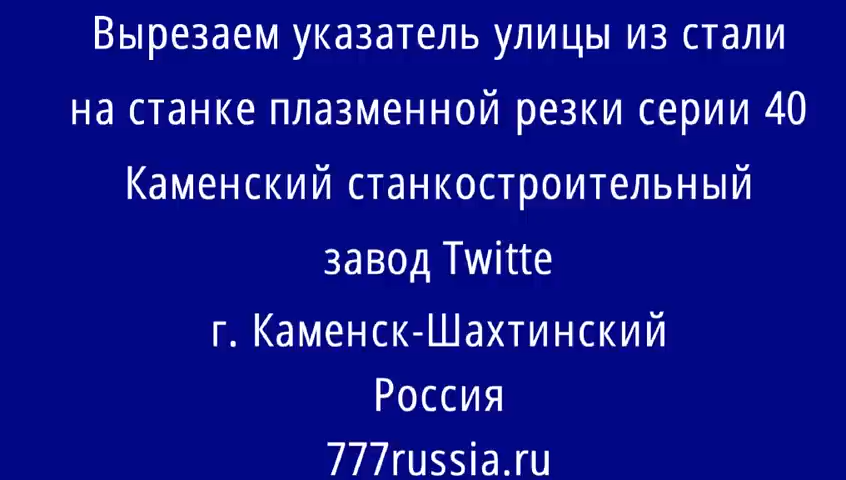 Вырезаем указатель улицы из стали
на станке плазменной резки серии 40
Каменский станкостроительный
завод Twitte
г. Каменск-Шахтинский
Россия
777russia.ru